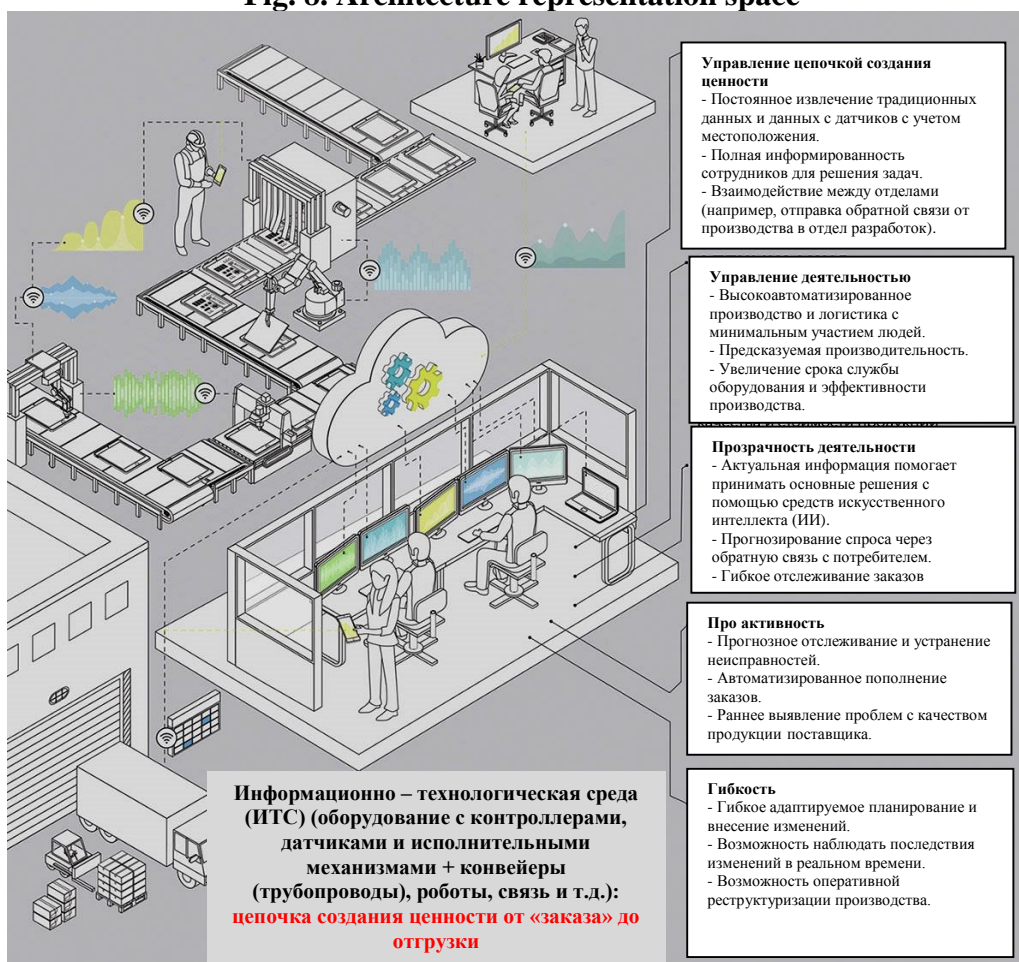 Fig. 8. Architecture representation space
Управление цепочкой создания
ценности
- Постоянное извлечение традиционных
данных и данных с датчиков с учетом
местоположения.
- Полная информированность
сотрудников для решения задач.
- Взаимодействие между отделами
(например, отправка обратной связи от
производства в отдел разработок).
Управление деятельностью
- Высокоавтоматизированное
производство и логистика с
минимальным участием людей.
- Предсказуемая производительность.
- Увеличение срока службы
оборудования и эффективности
производства.
Прозрачность деятельности
- Актуальная информация помогает
принимать основные решения с
помощью средств искусственного
интеллекта (ИИ).
- Прогнозирование спроса через
обратную связь с потребителем.
- Гибкое отслеживание заказов
Про активность
- Прогнозное отслеживание и устранение
неисправностей.
- Автоматизированное пополнение
заказов.
- Раннее выявление проблем с качеством
продукции поставщика.
Гибкость
- Гибкое адаптируемое планирование и
внесение изменений.
- Возможность наблюдать последствия
изменений в реальном времени.
- Возможность оперативной
реструктуризации производства.
Информационно – технологическая среда
(ИТС) (оборудование с контроллерами,
датчиками и исполнительными
механизмами + конвейеры
(трубопроводы), роботы, связь и т.д.):
цепочка создания ценности от «заказа» до
отгрузки